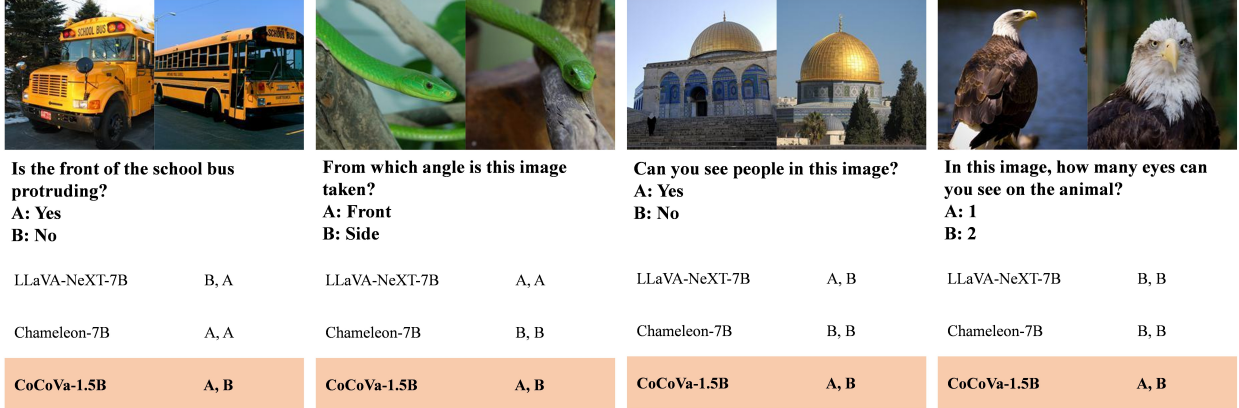 SCHOOL BUS
SCHOOL BUS
Is the front of the school bus
protruding?
A: Yes
B: No
LLaVA-NeXT-7B B, A
Chameleon-7B A, A
CoCoVa-1.5B A, B
From which angle is this image
taken?
A: Front
B: Side
LLaVA-NeXT-7B A, A
Chameleon-7B B, B
CoCoVa-1.5B A, B
Can you see people in this image?
A: Yes
B: No
LLaVA-NeXT-7B A, B
Chameleon-7B B, B
CoCoVa-1.5B A, B
In this image, how many eyes can
you see on the animal?
A: 1
B: 2
LLaVA-NeXT-7B B, B
Chameleon-7B B, B
CoCoVa-1.5B A, B